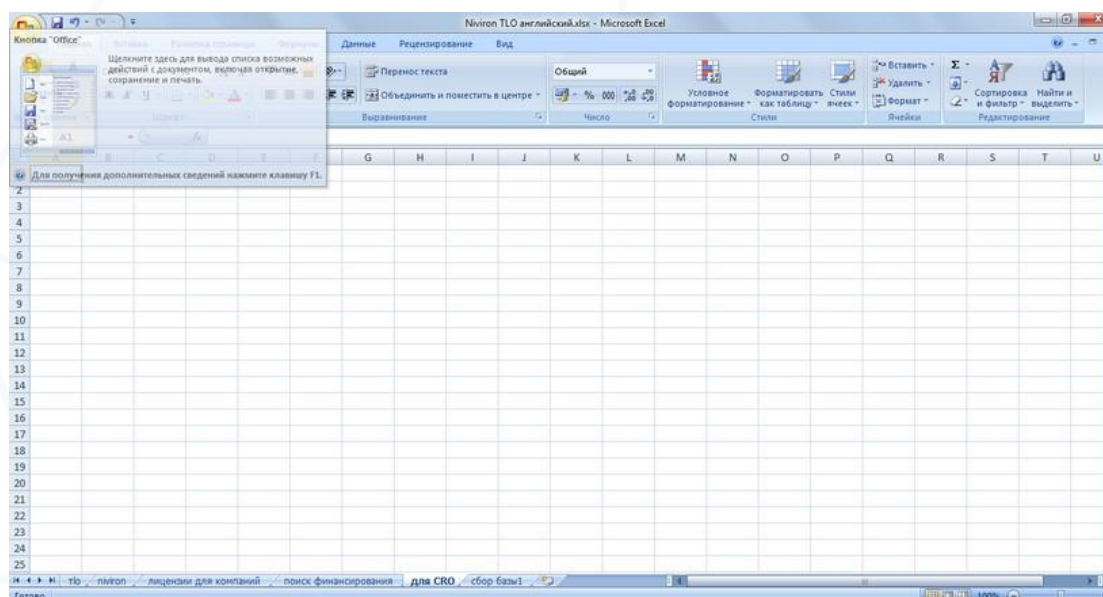 Niviron TLO английский.xlsx - Microsoft Excel
Кнопка "Office"
Щелкните здесь для вывода списка возможных
действий с документом, включая открытие,
сохранение и печать.
Для получения дополнительных сведений нажмите клавишу F1.
Данные Рецензирование Вид
Перенос текста
Объединить и поместить в центре
Выравнивание
Общий
% 000
Число
Условное
форматирование
Форматировать
как таблицу
Стили
ячеек
Стили
Вставить
Удалить
Формат
Ячейки
Σ
Сортировка
и фильтр
Найти и
выделить
Редактирование
A1
G H I J K L M N O P Q R S T U
2
3
4
5
6
7
8
9
10
11
12
13
14
15
16
17
18
19
20
21
22
23
24
25
tlo niviron лицензии для компаний поиск финансирования для CRO сбор базы1
Готово 100%